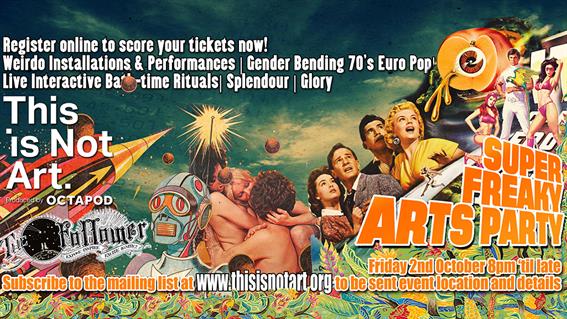 Register online to score your tickets now!
Weirdo Installations & Performances | Gender Bending 70's Euro Pop
Live Interactive Bath-time Rituals| Splendour | Glory
This
is Not
Art.
Produced by OCTAPOD
SUPER
FREAKY
ARTS PARTY
Friday 2nd October 8pm 'til late
Subscribe to the mailing list at www.thisisnotart.org to be sent event location and details